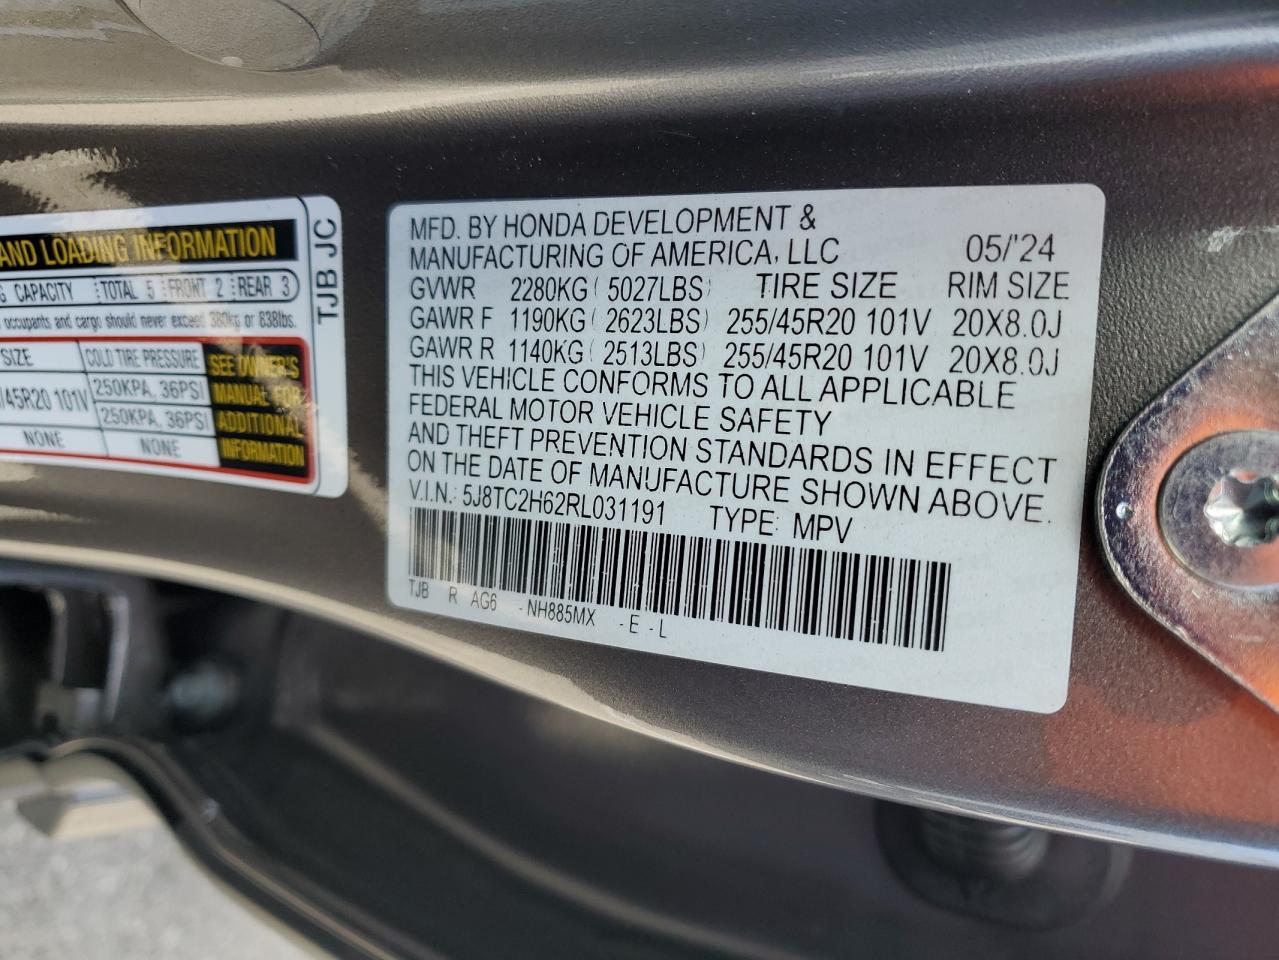 AND LOADING INFORMATION
G CAPACITY TOTAL 5 FRONT 2 REAR 3
occupants and cargo should never exceed 380kg or 838lbs.
SIZE COLD TIRE PRESSURE SEE OWNER'S
/45R20 101V 250KPA, 36PSI MANUAL FOR
250KPA, 36PSI ADDITIONAL
NONE NONE INFORMATION
TJB JC
MFD. BY HONDA DEVELOPMENT &
MANUFACTURING OF AMERICA, LLC 05/'24
GVWR 2280KG ( 5027LBS) TIRE SIZE RIM SIZE
GAWR F 1190KG ( 2623LBS) 255/45R20 101V 20X8.0J
GAWR R 1140KG ( 2513LBS) 255/45R20 101V 20X8.0J
THIS VEHICLE CONFORMS TO ALL APPLICABLE
FEDERAL MOTOR VEHICLE SAFETY
AND THEFT PREVENTION STANDARDS IN EFFECT
ON THE DATE OF MANUFACTURE SHOWN ABOVE.
V.I.N.: 5J8TC2H62RL031191 TYPE: MPV
TJB R AG6 -NH885MX -E-L